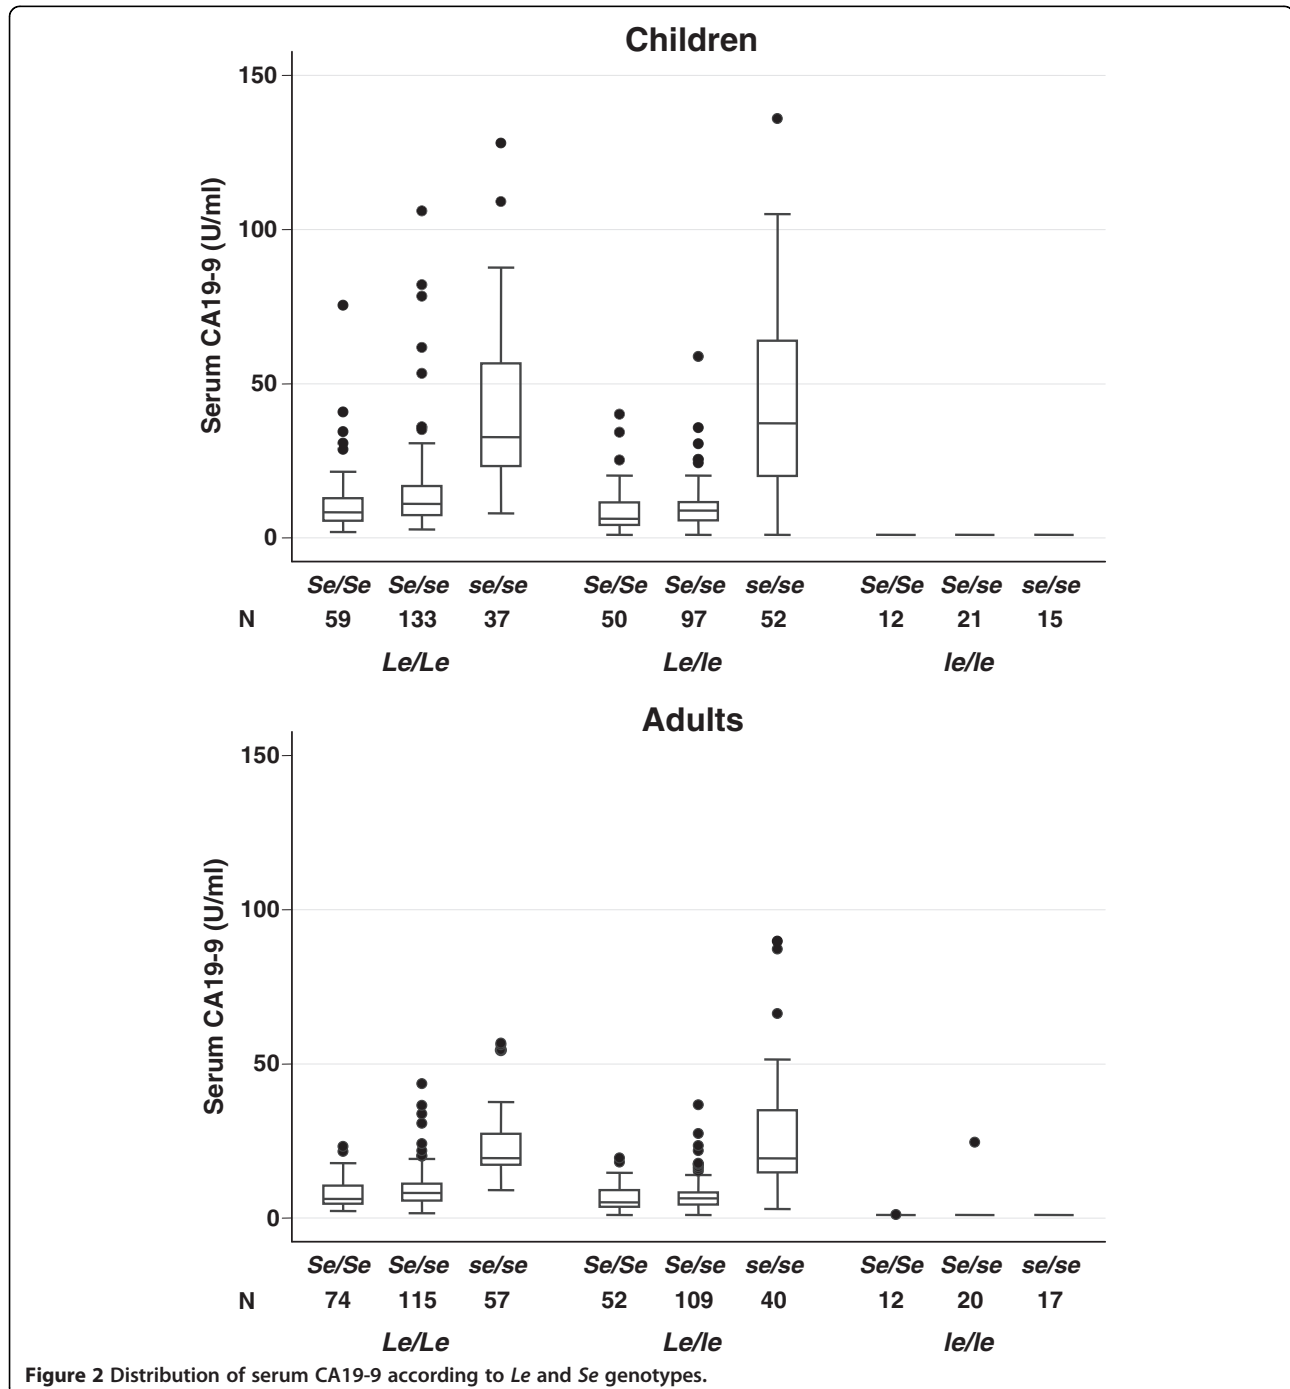 Children
Serum CA19-9 (U/ml)
150
100
50
0
Se/Se Se/se se/se Se/Se Se/se se/se Se/Se Se/se se/se
N 59 133 37 50 97 52 12 21 15
Le/Le Le/le le/le
Adults
Serum CA19-9 (U/ml)
150
100
50
0
Se/Se Se/se se/se Se/Se Se/se se/se Se/Se Se/se se/se
N 74 115 57 52 109 40 12 20 17
Le/Le Le/le le/le
Figure 2 Distribution of serum CA19-9 according to Le and Se genotypes.